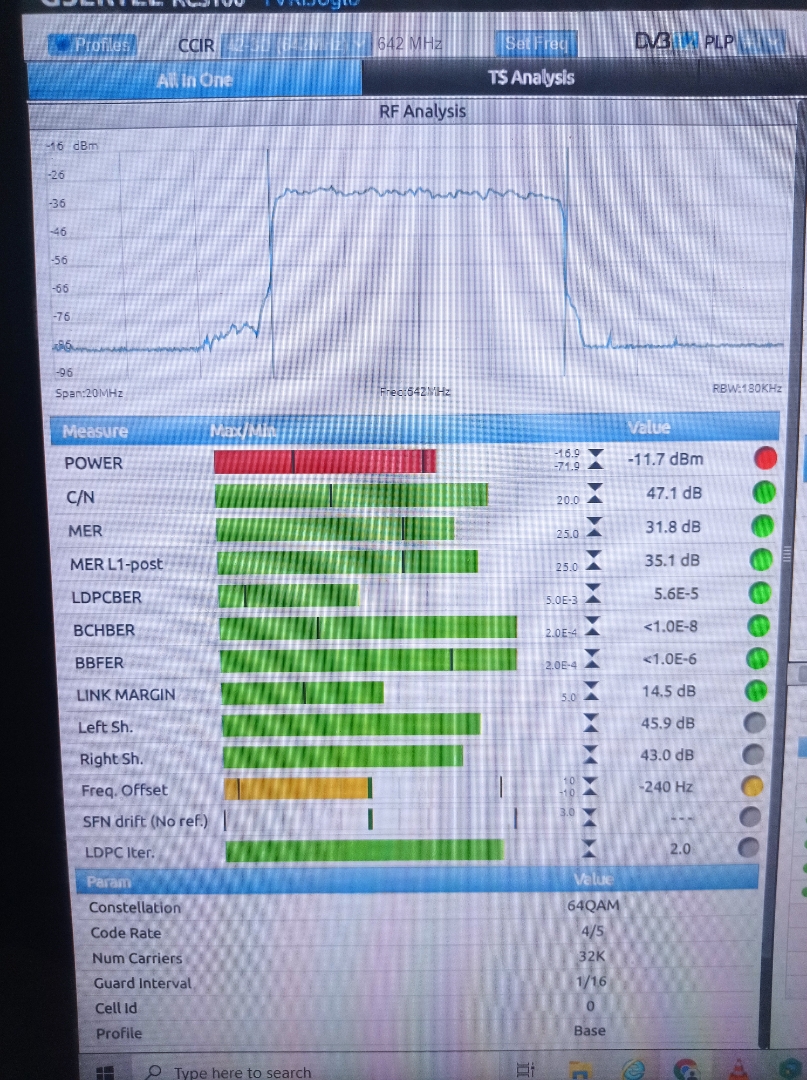 Profiles CCIR 642 MHz Set Freq PLP
All In One TS Analysis
RF Analysis
-16 dBm
-26
-36
-46
-56
-66
-76
-86
-96
Span:20MHz Freq:642MHz RBW:180KHz
Measure Max/Min Value
POWER -16.9 -71.9 -11.7 dBm
C/N 20.0 47.1 dB
MER 25.0 31.8 dB
MER L1-post 25.0 35.1 dB
LDPCBER 5.0E-3 5.6E-5
BCHBER 2.0E-4 <1.0E-8
BBFER 2.0E-4 <1.0E-6
LINK MARGIN 5.0 14.5 dB
Left Sh. 45.9 dB
Right Sh. 43.0 dB
Freq. Offset 1.0 -1.0 -240 Hz
SFN drift (No ref.) 3.0 ---
LDPC Iter. 2.0
Param Value
Constellation 64QAM
Code Rate 4/5
Num Carriers 32K
Guard Interval 1/16
Cell Id 0
Profile Base
Type here to search